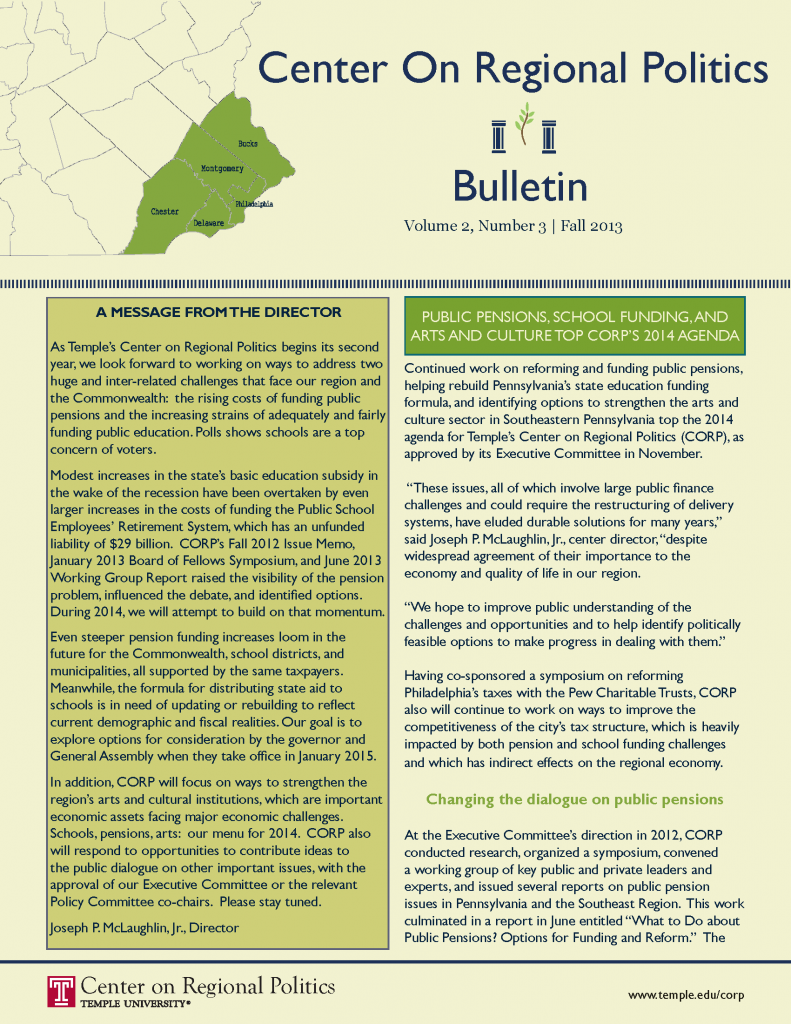 Center On Regional Politics
Bucks
Montgomery
Philadelphia
Chester
Delaware
Bulletin
Volume 2, Number 3 | Fall 2013
A MESSAGE FROM THE DIRECTOR
As Temple's Center on Regional Politics begins its second
year, we look forward to working on ways to address two
huge and inter-related challenges that face our region and
the Commonwealth:  the rising costs of funding public
pensions and the increasing strains of adequately and fairly
funding public education. Polls shows schools are a top
concern of voters.
Modest increases in the state's basic education subsidy in
the wake of the recession have been overtaken by even
larger increases in the costs of funding the Public School
Employees' Retirement System, which has an unfunded
liability of $29 billion.  CORP's Fall 2012 Issue Memo,
January 2013 Board of Fellows Symposium, and June 2013
Working Group Report raised the visibility of the pension
problem, influenced the debate, and identified options.
During 2014, we will attempt to build on that momentum.
Even steeper pension funding increases loom in the
future for the Commonwealth, school districts, and
municipalities, all supported by the same taxpayers.
Meanwhile, the formula for distributing state aid to
schools is in need of updating or rebuilding to reflect
current demographic and fiscal realities. Our goal is to
explore options for consideration by the governor and
General Assembly when they take office in January 2015.
In addition, CORP will focus on ways to strengthen the
region's arts and cultural institutions, which are important
economic assets facing major economic challenges.
Schools, pensions, arts:  our menu for 2014.  CORP also
will respond to opportunities to contribute ideas to
the public dialogue on other important issues, with the
approval of our Executive Committee or the relevant
Policy Committee co-chairs.  Please stay tuned.
Joseph P. McLaughlin, Jr., Director
PUBLIC PENSIONS, SCHOOL FUNDING, AND
ARTS AND CULTURE TOP CORP'S 2014 AGENDA
Continued work on reforming and funding public pensions,
helping rebuild Pennsylvania's state education funding
formula, and identifying options to strengthen the arts and
culture sector in Southeastern Pennsylvania top the 2014
agenda for Temple's Center on Regional Politics (CORP), as
approved by its Executive Committee in November.
"These issues, all of which involve large public finance
challenges and could require the restructuring of delivery
systems, have eluded durable solutions for many years,"
said Joseph P. McLaughlin, Jr., center director, "despite
widespread agreement of their importance to the
economy and quality of life in our region.
"We hope to improve public understanding of the
challenges and opportunities and to help identify politically
feasible options to make progress in dealing with them."
Having co-sponsored a symposium on reforming
Philadelphia's taxes with the Pew Charitable Trusts, CORP
also will continue to work on ways to improve the
competitiveness of the city's tax structure, which is heavily
impacted by both pension and school funding challenges
and which has indirect effects on the regional economy.
Changing the dialogue on public pensions
At the Executive Committee's direction in 2012, CORP
conducted research, organized a symposium, convened
a working group of key public and private leaders and
experts, and issued several reports on public pension
issues in Pennsylvania and the Southeast Region.  This work
culminated in a report in June entitled "What to Do about
Public Pensions? Options for Funding and Reform."  The
Center on Regional Politics
TEMPLE UNIVERSITY®
www.temple.edu/corp